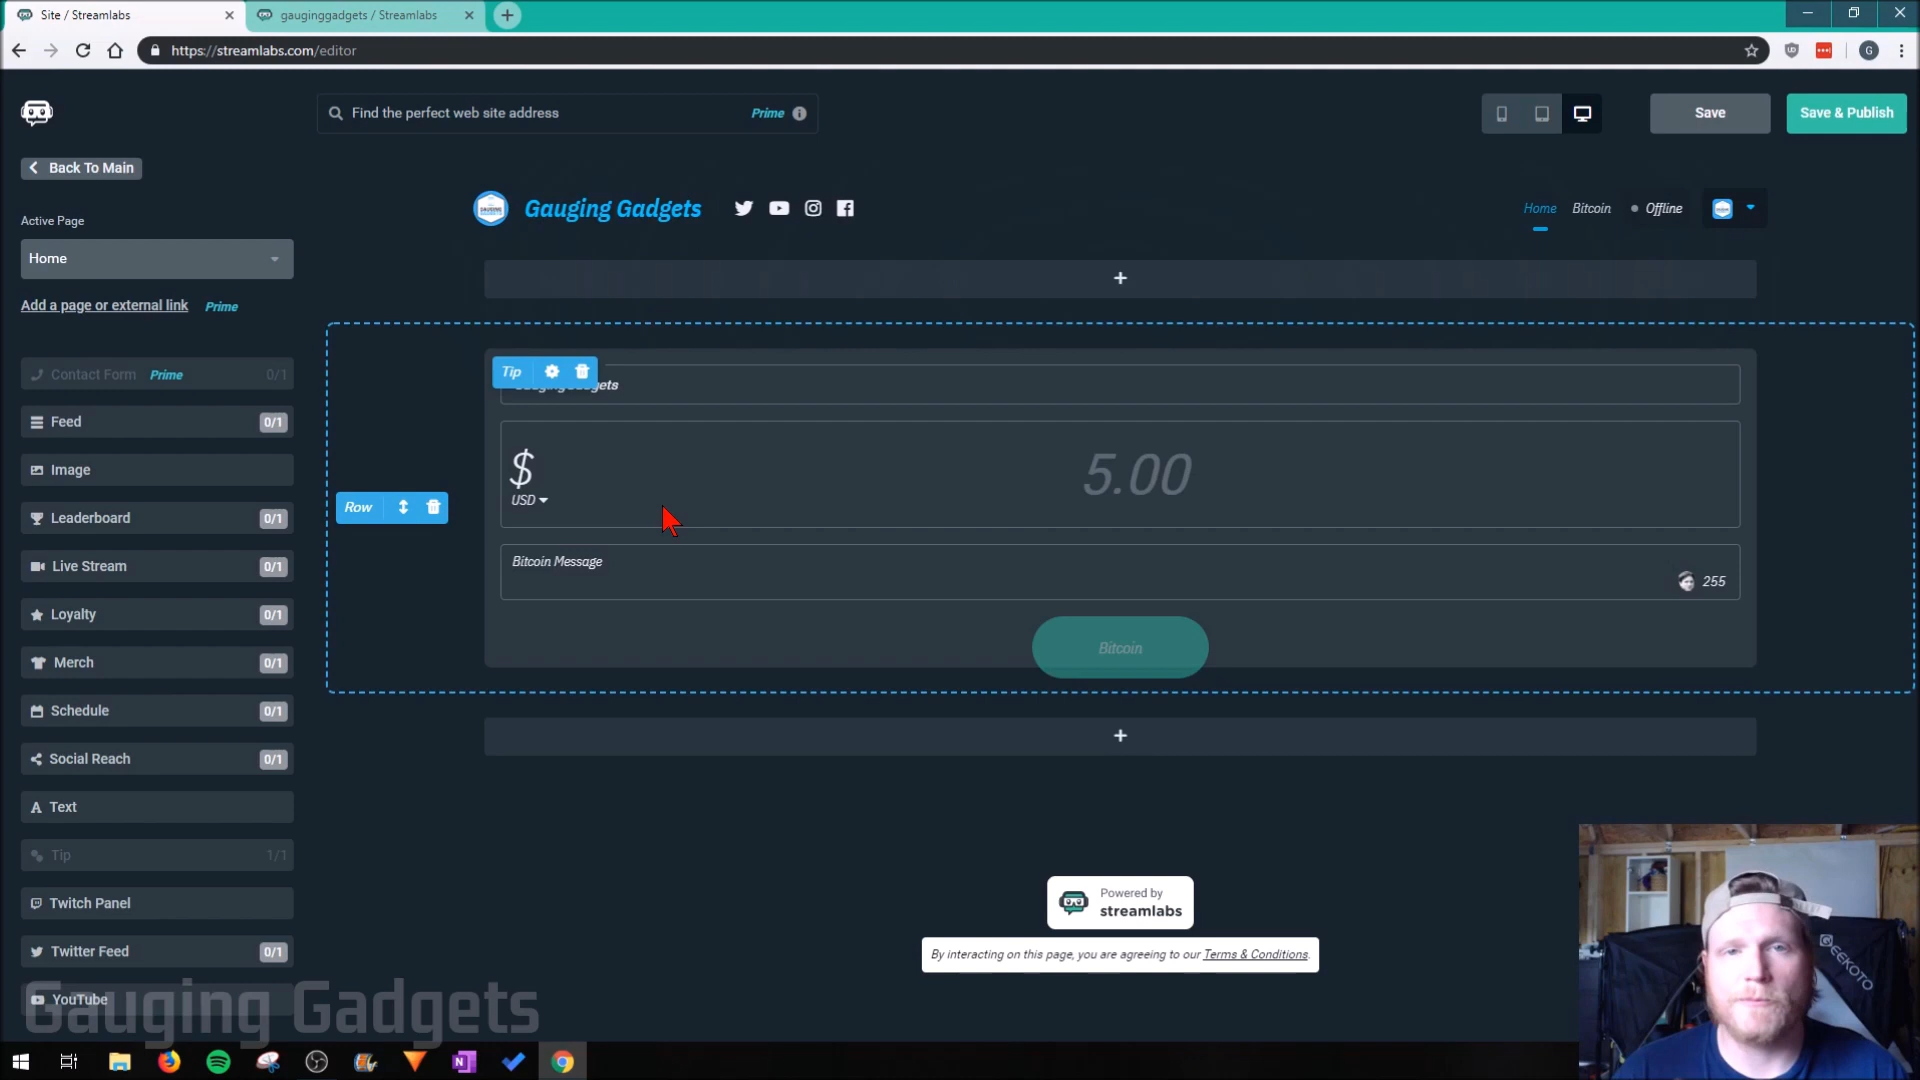 Site / Streamlabs
gauginggadgets / Streamlabs
https://streamlabs.com/editor
G
Find the perfect web site address
Prime
Save
Save & Publish
Back To Main
Gauging Gadgets
Home
Bitcoin
Offline
Active Page
Home
Add a page or external link
Prime
Contact Form
Prime
0/1
Feed
0/1
Image
Leaderboard
0/1
Live Stream
0/1
Loyalty
0/1
Merch
0/1
Schedule
0/1
Social Reach
0/1
Text
Tip
1/1
Twitch Panel
Twitter Feed
0/1
YouTube
Tip
$
USD
5.00
Row
Bitcoin Message
255
Bitcoin
Powered by
streamlabs
By interacting on this page, you are agreeing to our Terms & Conditions.
GEEKOTO
Gauging Gadgets